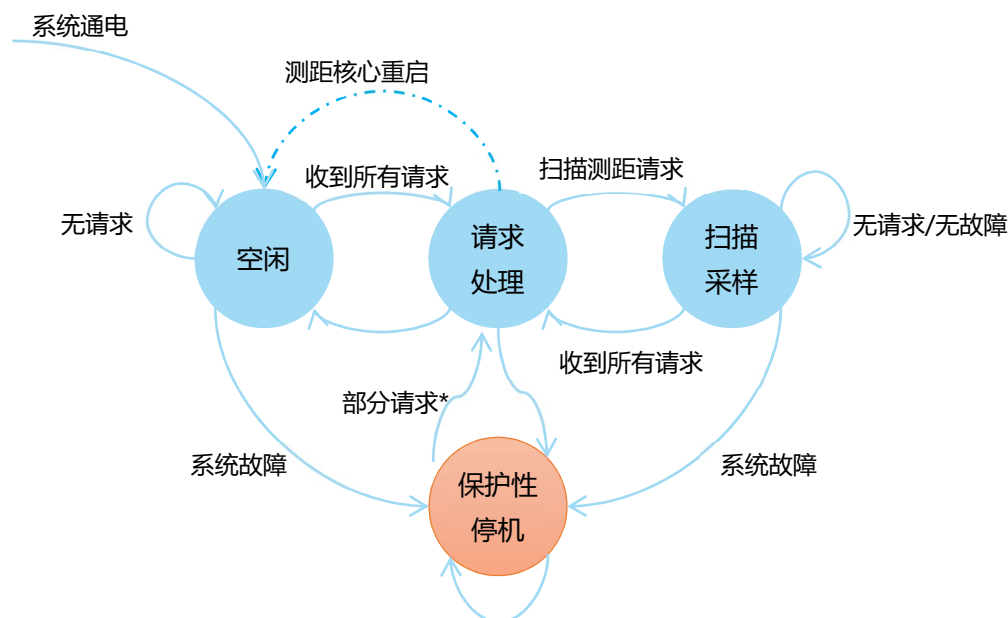 系统通电
测距核心重启
收到所有请求
扫描测距请求
无请求
空闲
请求
处理
扫描
采样
无请求/无故障
收到所有请求
部分请求*
系统故障
系统故障
保护性
停机